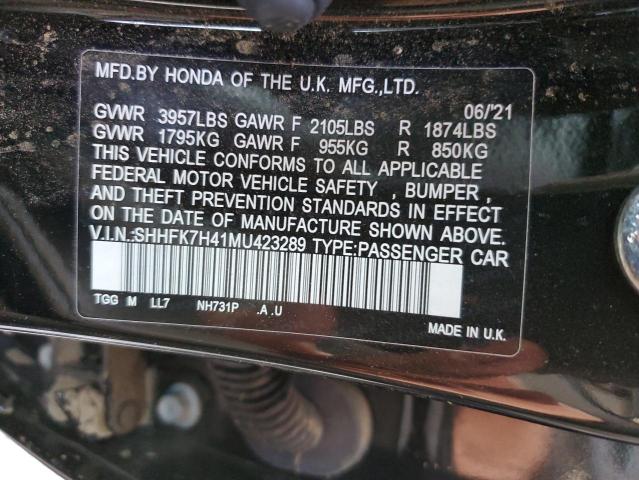 MFD.BY HONDA OF THE U.K. MFG.,LTD.
06/'21
GVWR 3957LBS GAWR F 2105LBS R 1874LBS
GVWR 1795KG GAWR F 955KG R 850KG
THIS VEHICLE CONFORMS TO ALL APPLICABLE
FEDERAL MOTOR VEHICLE SAFETY , BUMPER ,
AND THEFT PREVENTION STANDARDS IN EFFECT
ON THE DATE OF MANUFACTURE SHOWN ABOVE.
V.I.N.:SHHFK7H41MU423289 TYPE:PASSENGER CAR
TGG M LL7 NH731P .A .U
MADE IN U.K.